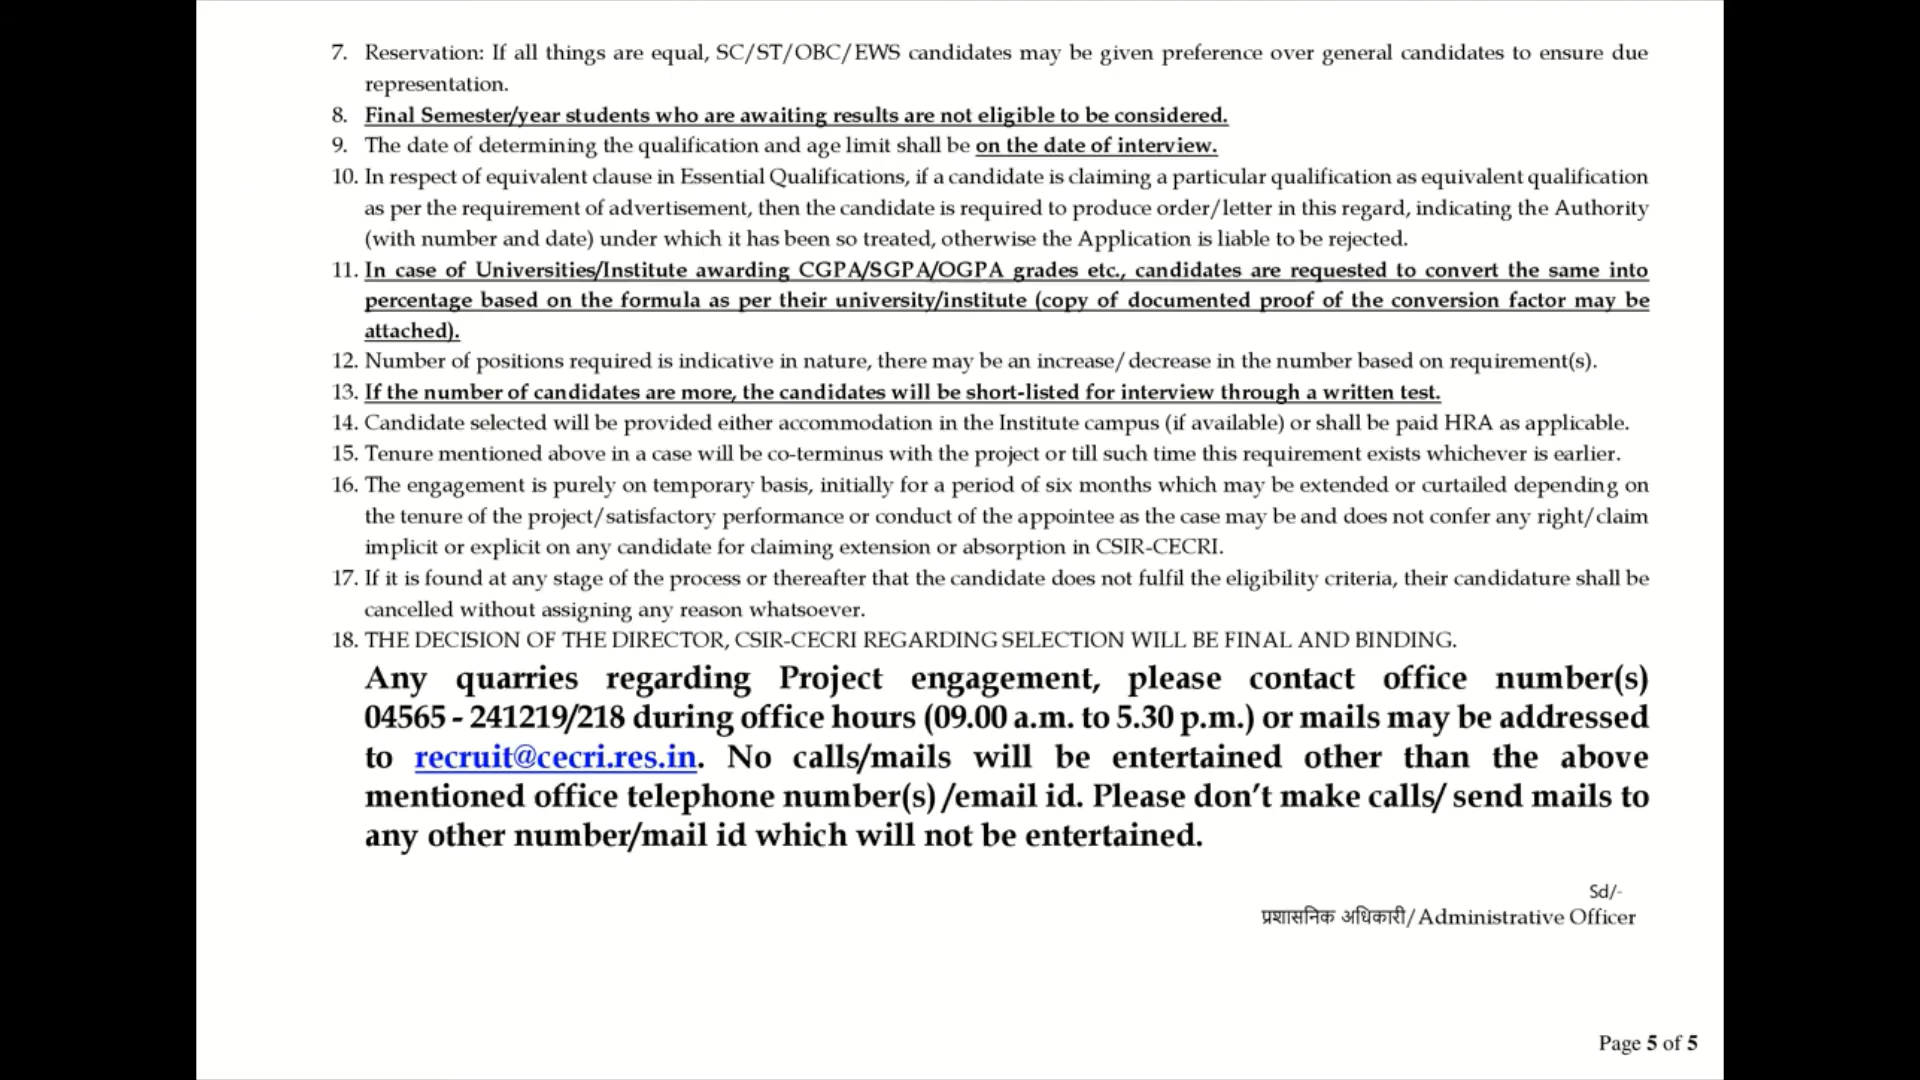 7. Reservation: If all things are equal, SC/ST/OBC/EWS candidates may be given preference over general candidates to ensure due
representation.
8. Final Semester/year students who are awaiting results are not eligible to be considered.
9. The date of determining the qualification and age limit shall be on the date of interview.
10. In respect of equivalent clause in Essential Qualifications, if a candidate is claiming a particular qualification as equivalent qualification
as per the requirement of advertisement, then the candidate is required to produce order/letter in this regard, indicating the Authority
(with number and date) under which it has been so treated, otherwise the Application is liable to be rejected.
11. In case of Universities/Institute awarding CGPA/SGPA/OGPA grades etc., candidates are requested to convert the same into
percentage based on the formula as per their university/institute (copy of documented proof of the conversion factor may be
attached).
12. Number of positions required is indicative in nature, there may be an increase/decrease in the number based on requirement(s).
13. If the number of candidates are more, the candidates will be short-listed for interview through a written test.
14. Candidate selected will be provided either accommodation in the Institute campus (if available) or shall be paid HRA as applicable.
15. Tenure mentioned above in a case will be co-terminus with the project or till such time this requirement exists whichever is earlier.
16. The engagement is purely on temporary basis, initially for a period of six months which may be extended or curtailed depending on
the tenure of the project/satisfactory performance or conduct of the appointee as the case may be and does not confer any right/claim
implicit or explicit on any candidate for claiming extension or absorption in CSIR-CECRI.
17. If it is found at any stage of the process or thereafter that the candidate does not fulfil the eligibility criteria, their candidature shall be
cancelled without assigning any reason whatsoever.
18. THE DECISION OF THE DIRECTOR, CSIR-CECRI REGARDING SELECTION WILL BE FINAL AND BINDING.
Any quarries regarding Project engagement, please contact office number(s)
04565 - 241219/218 during office hours (09.00 a.m. to 5.30 p.m.) or mails may be addressed
to recruit@cecri.res.in. No calls/mails will be entertained other than the above
mentioned office telephone number(s) /email id. Please don't make calls/ send mails to
any other number/mail id which will not be entertained.
Sd/-
प्रशासनिक अधिकारी/Administrative Officer
Page 5 of 5